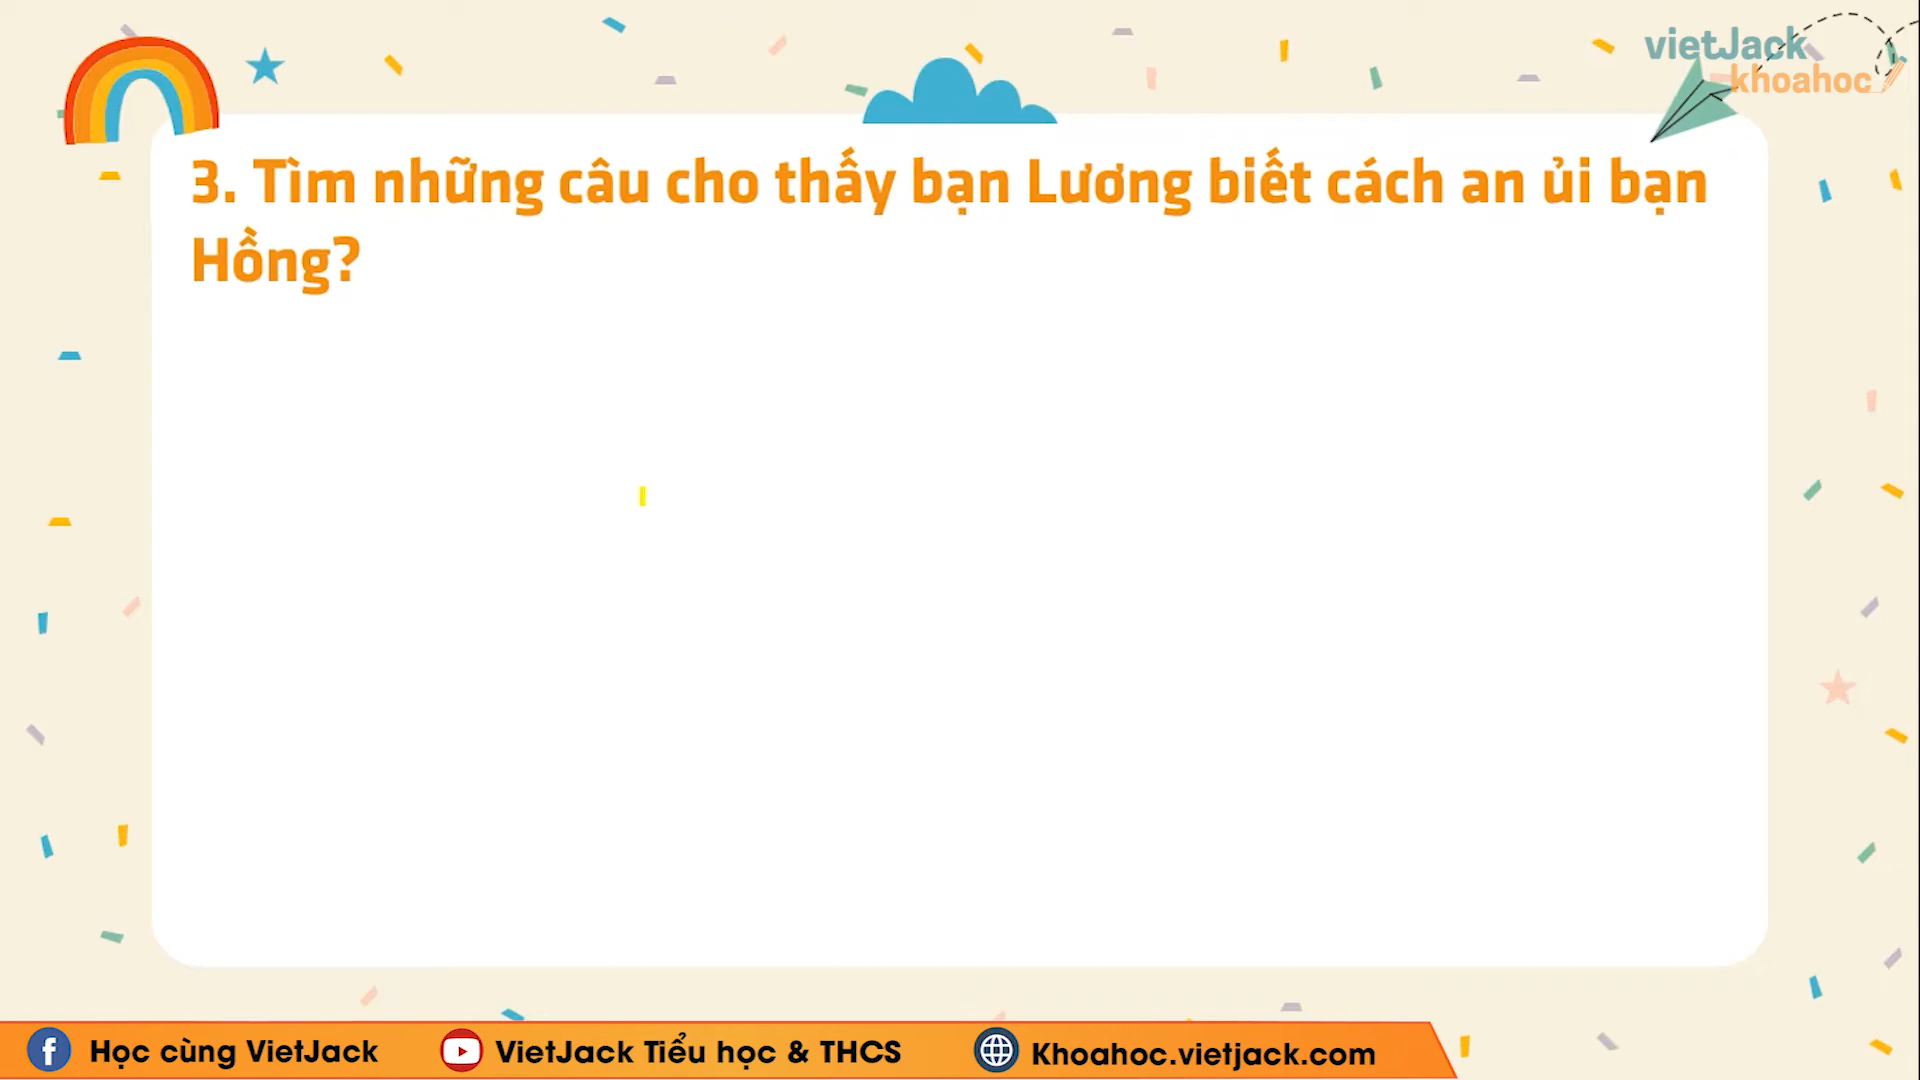 vietJack
khoahoc
3. Tìm những câu cho thấy bạn Lương biết cách an ủi bạn
Hồng?
Học cùng VietJack
VietJack Tiểu học & THCS
Khoahoc.vietjack.com